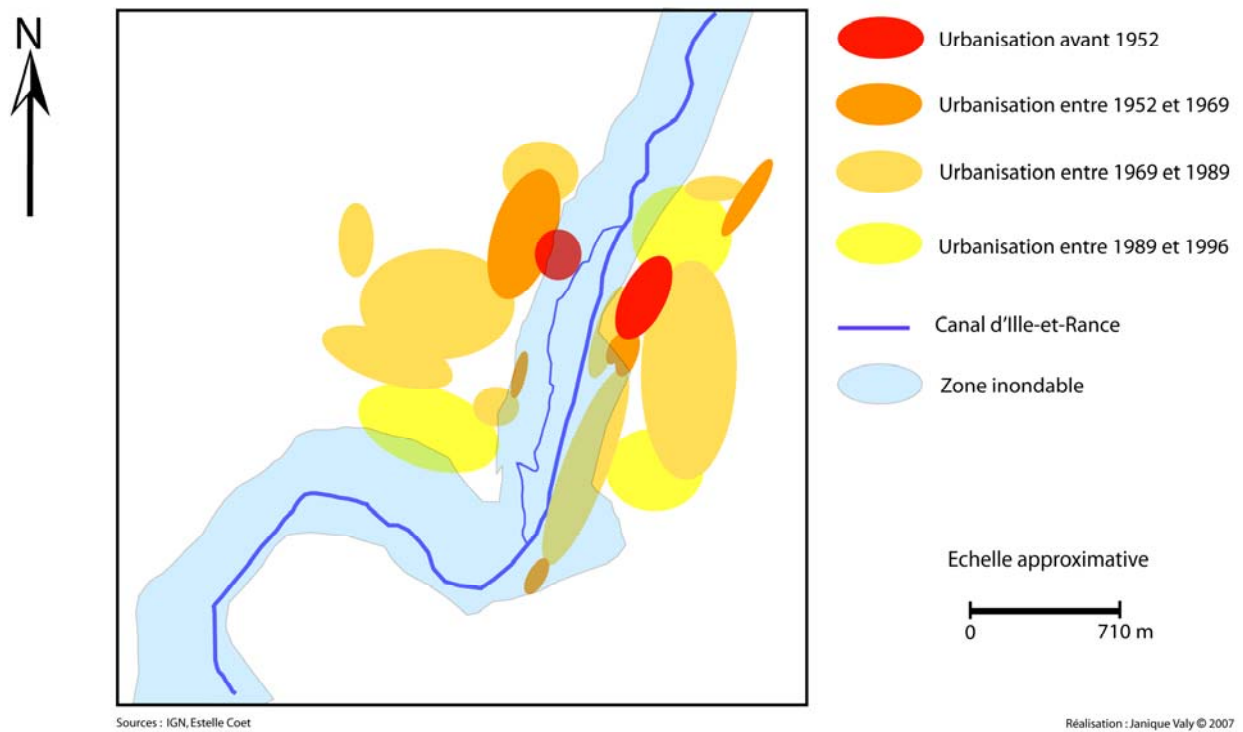 N
Urbanisation avant 1952
Urbanisation entre 1952 et 1969
Urbanisation entre 1969 et 1989
Urbanisation entre 1989 et 1996
Canal d'Ille-et-Rance
Zone inondable
Echelle approximative
0 710 m
Sources : IGN, Estelle Coet
Réalisation : Janique Valy © 2007